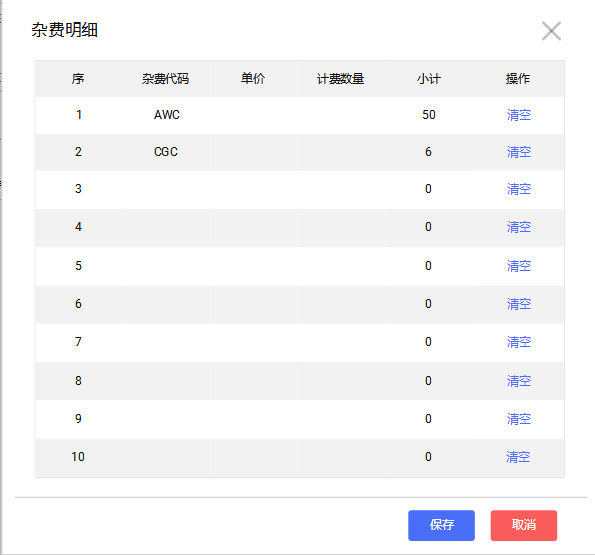 杂费明细
序 杂费代码 单价 计费数量 小计 操作
1 AWC 50 清空
2 CGC 6 清空
3 0 清空
4 0 清空
5 0 清空
6 0 清空
7 0 清空
8 0 清空
9 0 清空
10 0 清空
保存 取消